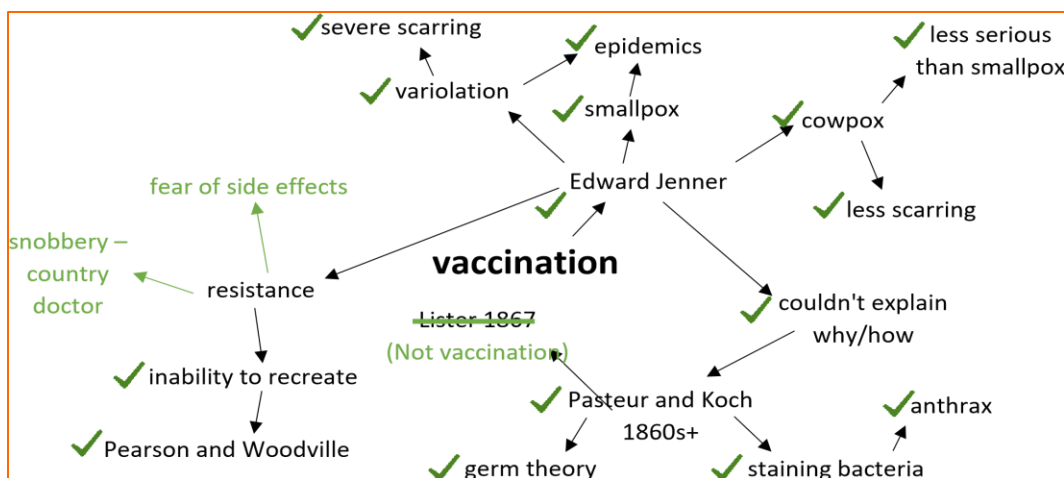 severe scarring
epidemics
less serious
than smallpox
variolation
smallpox
cowpox
fear of side effects
Edward Jenner
less scarring
snobbery –
country
doctor
vaccination
resistance
couldn't explain
why/how
Lister 1867
(Not vaccination)
inability to recreate
Pasteur and Koch
1860s+
anthrax
Pearson and Woodville
germ theory
staining bacteria